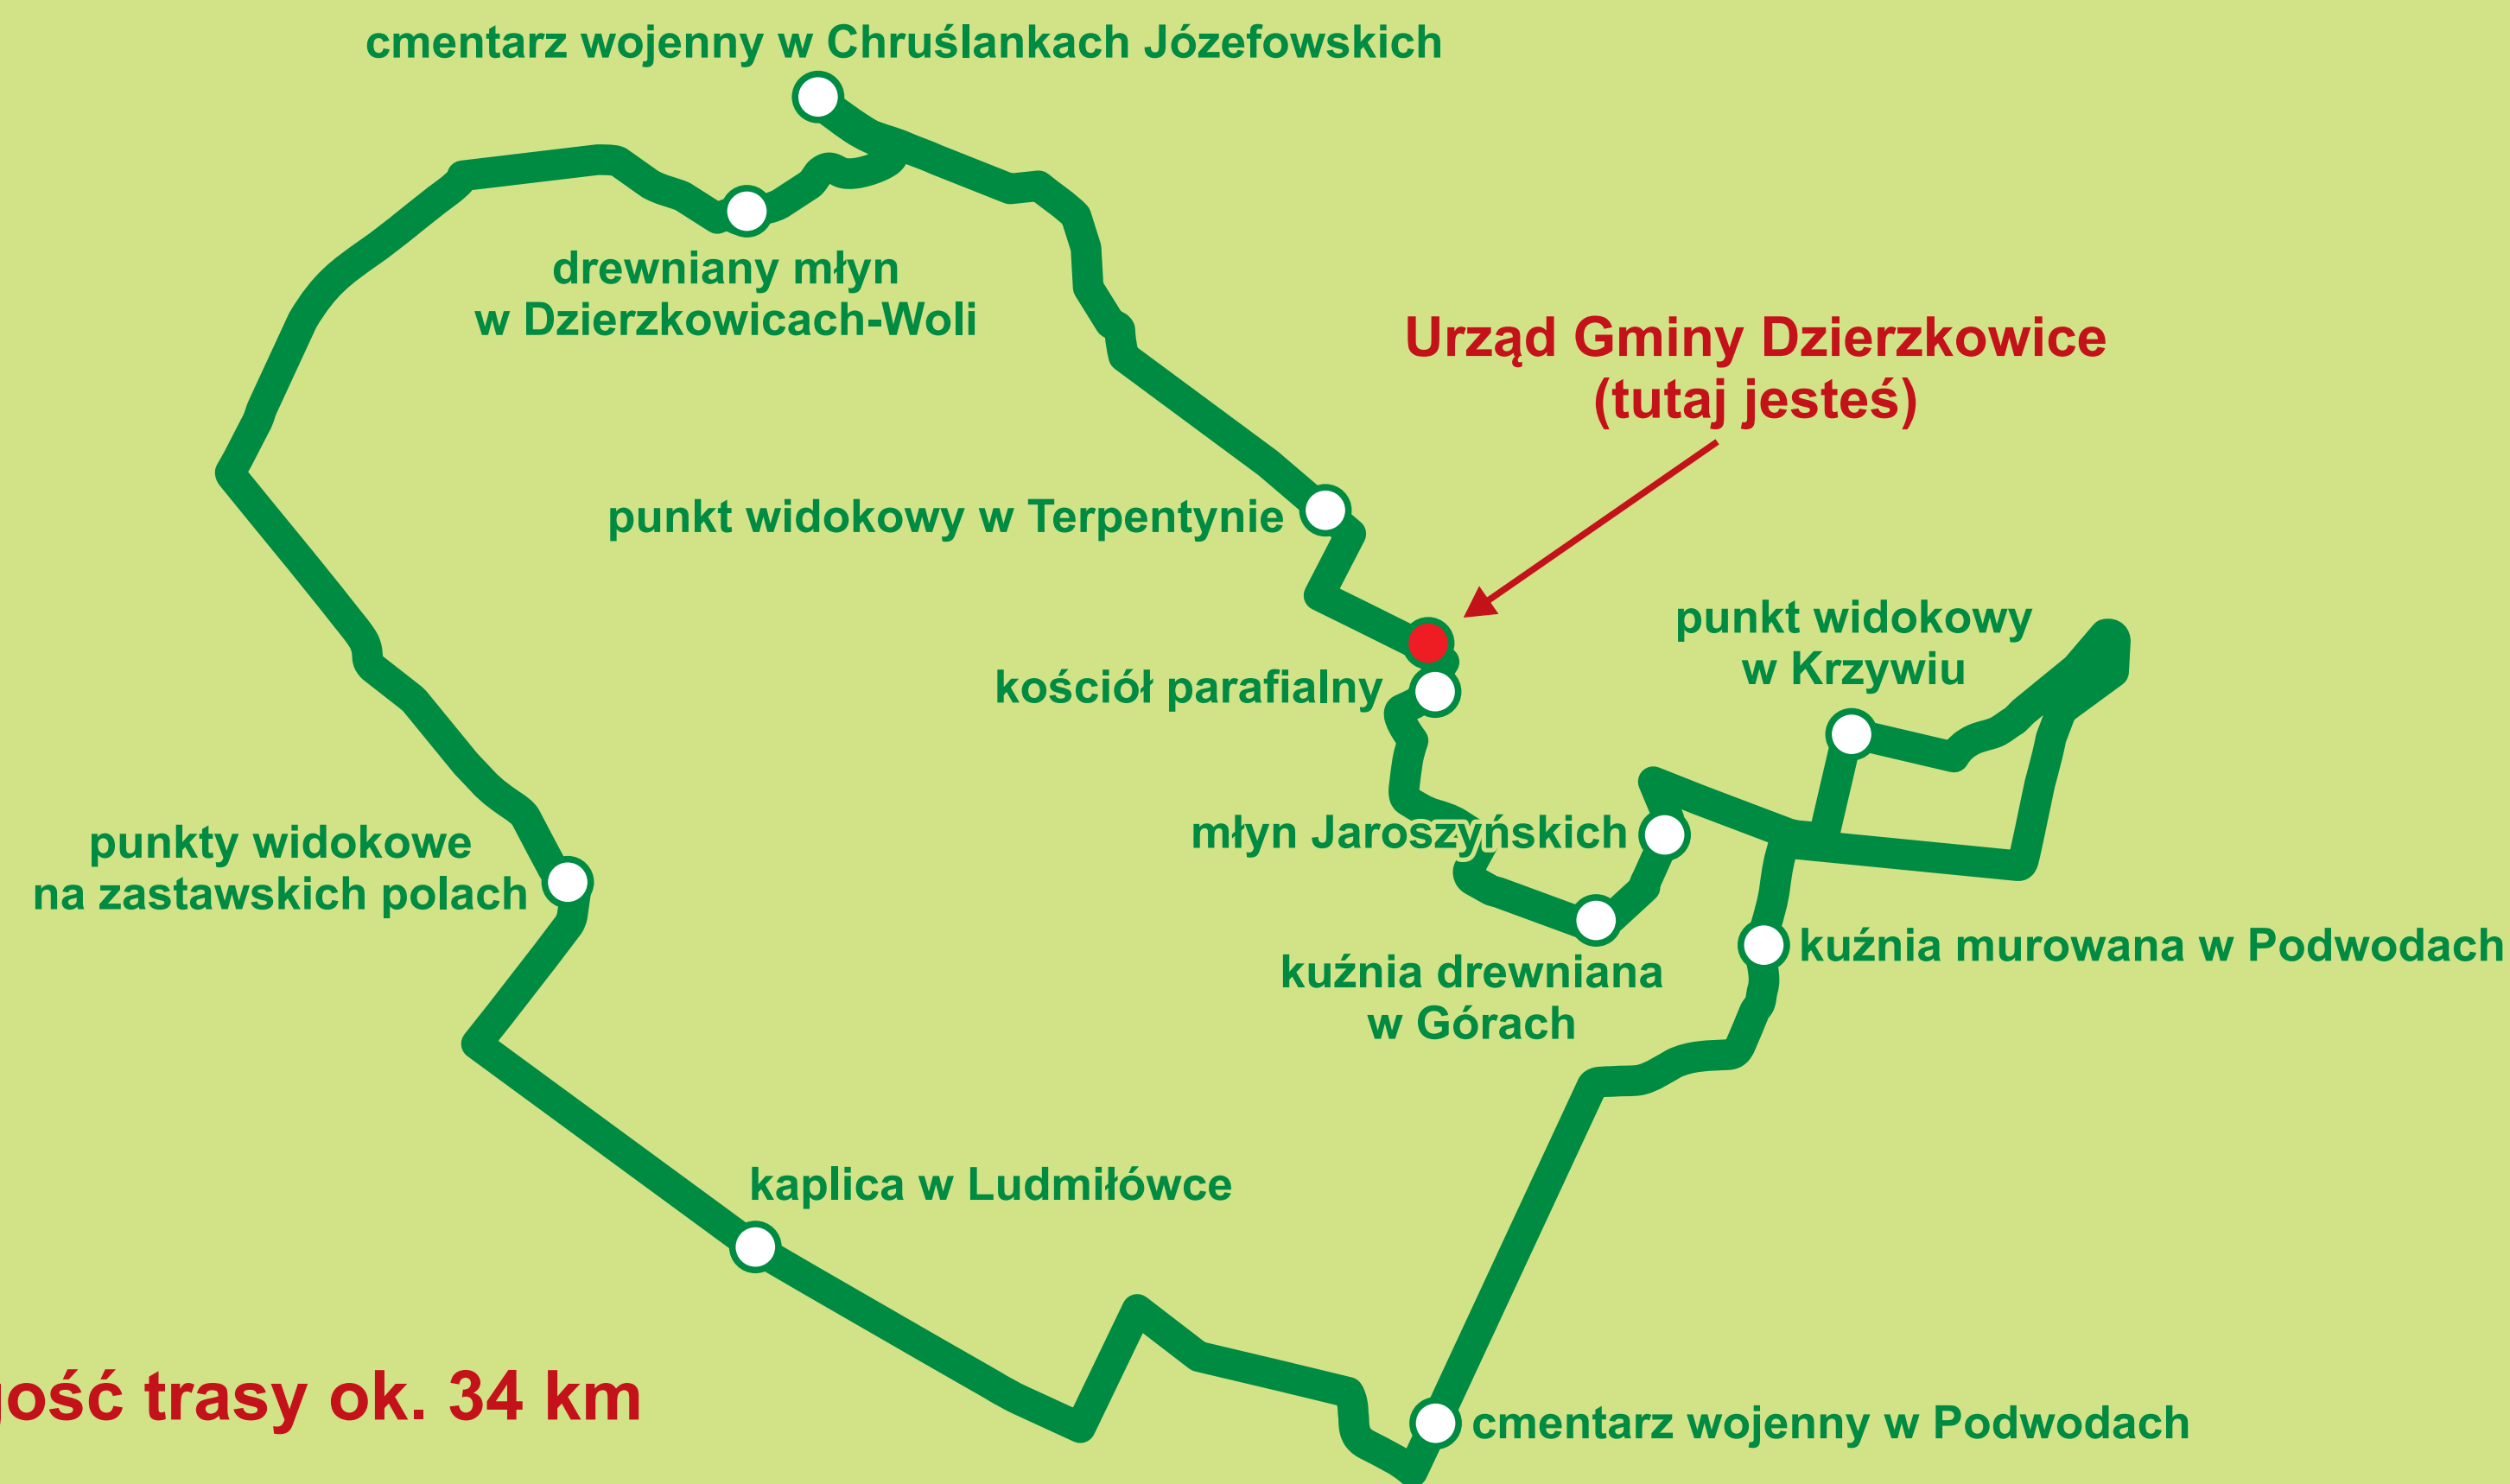 cmentarz wojenny w Chruślankach Józefowskich
drewniany młyn
w Dzierzkowicach-Woli
Urząd Gminy Dzierzkowice
(tutaj jesteś)
punkt widokowy w Terpentynie
punkt widokowy
w Krzywiu
kościół parafialny
młyn Jaroszyńskich
punkty widokowe
na zastawskich polach
kuźnia murowana w Podwodach
kuźnia drewniana
w Górach
kaplica w Ludmiłówce
trasy ok. 34 km
cmentarz wojenny w Podwodach